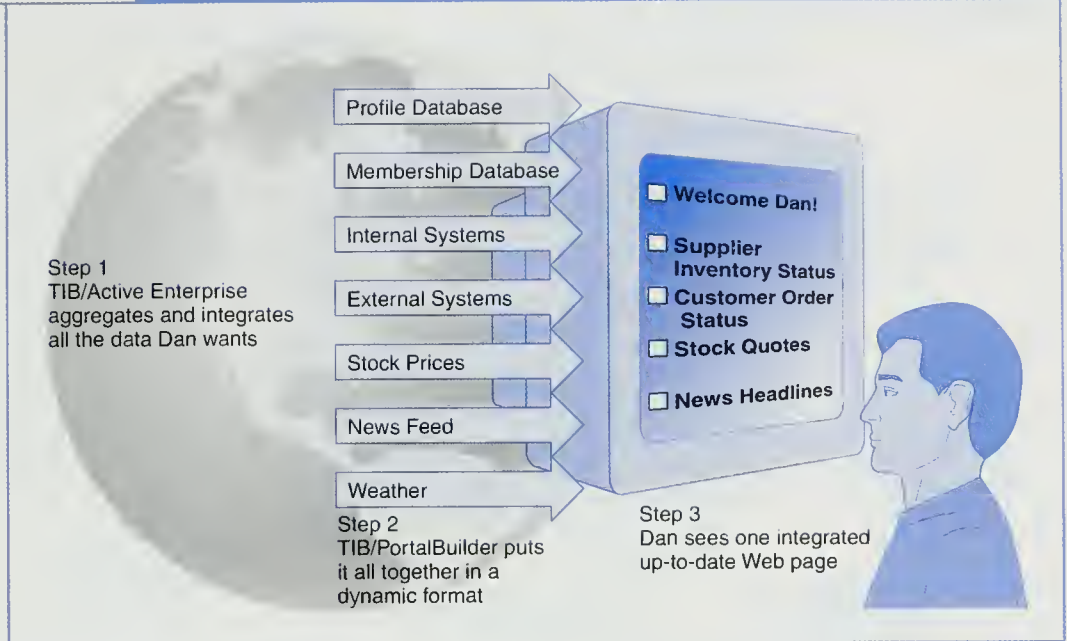 Profile Database
Membership Database
Internal Systems
External Systems
Stock Prices
News Feed
Weather
Welcome Dan!
Supplier
Inventory Status
Customer Order
Status
Stock Quotes
News Headlines
Step 1
TIB/Active Enterprise
aggregates and integrates
all the data Dan wants
Step 2
TIB/PortalBuilder puts
it all together in a
dynamic format
Step 3
Dan sees one integrated
up-to-date Web page